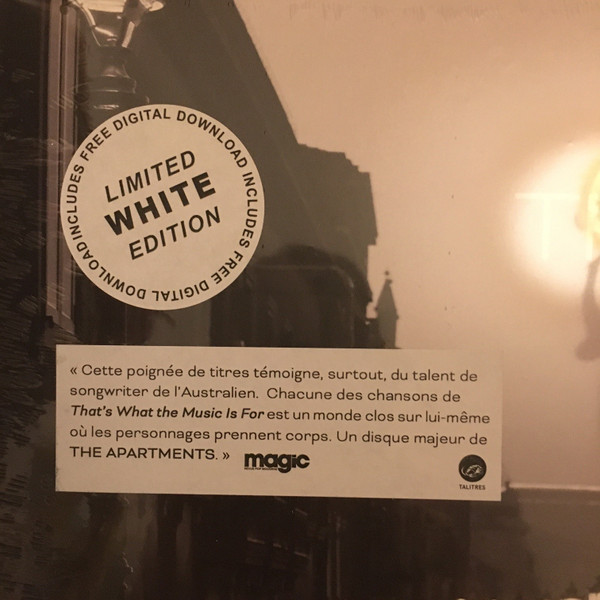 INCLUDES FREE DIGITAL DOWNLOAD INCLUDES FREE DIGITAL DOWNLOAD
LIMITED
WHITE
EDITION
« Cette poignée de titres témoigne, surtout, du talent de
songwriter de l'Australien. Chacune des chansons de
That's What the Music Is For est un monde clos sur lui-même
où les personnages prennent corps. Un disque majeur de
THE APARTMENTS. » magic
TALITRES